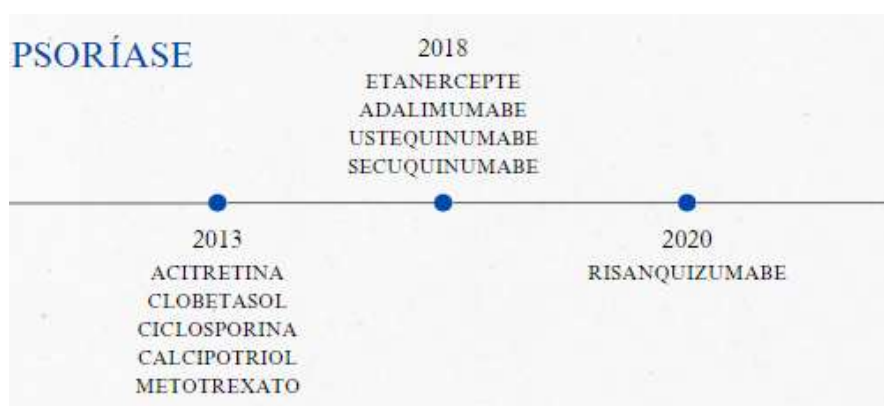 PSORÍASE
2013
ACITRETINA
CLOBETASOL
CICLOSPORINA
CALCIPOTRIOL
METOTREXATO
2018
ETANERCEPTE
ADALIMUMABE
USTEQUINUMABE
SECUQUINUMABE
2020
RISANQUIZUMABE